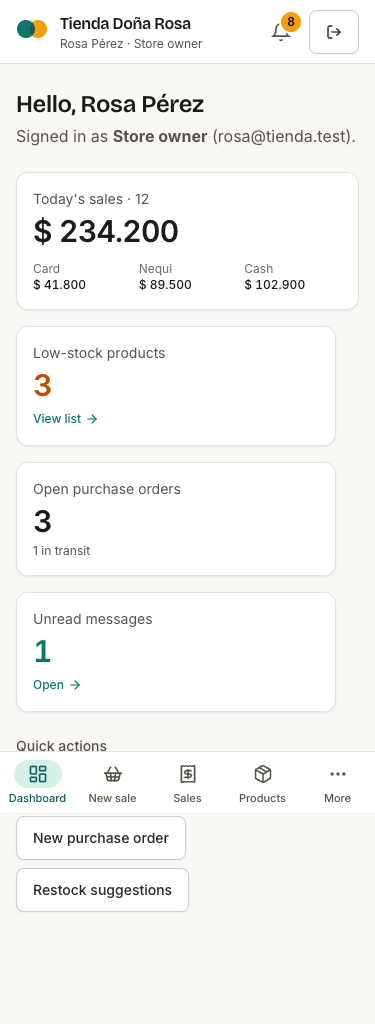 Tienda Doña Rosa
Rosa Pérez · Store owner
8
Hello, Rosa Pérez
Signed in as Store owner (rosa@tienda.test).
Today's sales · 12
$ 234.200
Card Nequi Cash
$ 41.800 $ 89.500 $ 102.900
Low-stock products
3
View list →
Open purchase orders
3
1 in transit
Unread messages
1
Open →
Quick actions
Dashboard New sale Sales Products More
New purchase order
Restock suggestions